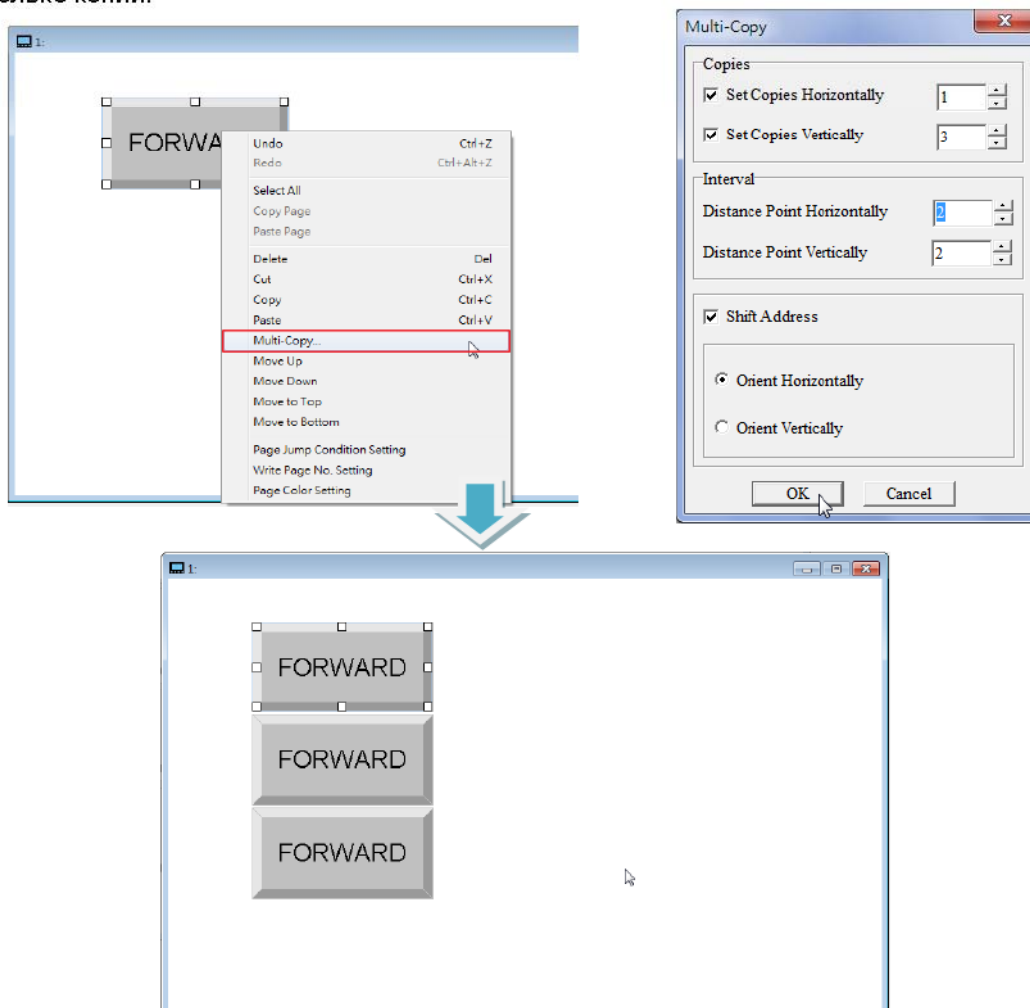 1:
FORWA
Undo Ctrl+Z
Redo Ctrl+Alt+Z
Select All
Copy Page
Paste Page
Delete Del
Cut Ctrl+X
Copy Ctrl+C
Paste Ctrl+V
Multi-Copy...
Move Up
Move Down
Move to Top
Move to Bottom
Page Jump Condition Setting
Write Page No. Setting
Page Color Setting
Multi-Copy
Copies
Set Copies Horizontally 1
Set Copies Vertically 3
Interval
Distance Point Horizontally 2
Distance Point Vertically 2
Shift Address
Orient Horizontally
Orient Vertically
OK Cancel
1:
FORWARD
FORWARD
FORWARD